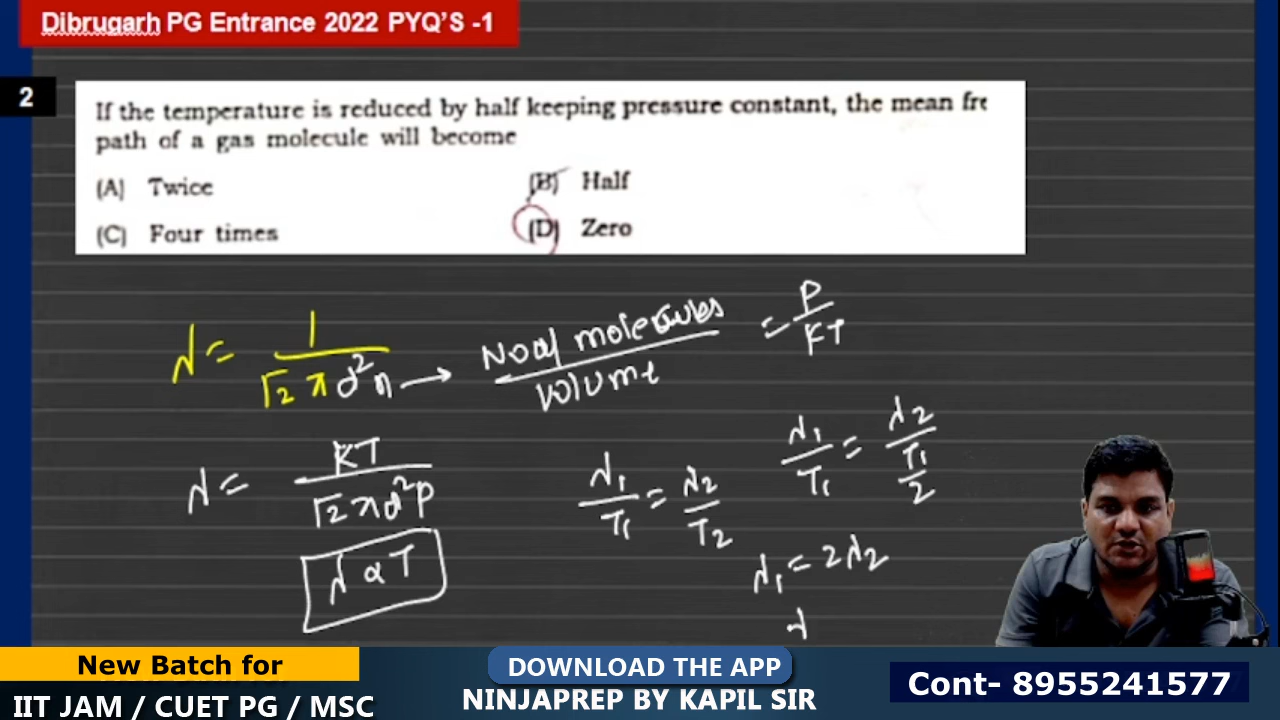 Dibrugarh PG Entrance 2022 PYQ'S -1
2
If the temperature is reduced by half keeping pressure constant, the mean fre
path of a gas molecule will become
(A) Twice
(B) Half
(C) Four times
(D) Zero
λ = 1 / √2 π d² n → No of molecules / Volume = P / KT
λ = KT / √2 π d² P
λ ∝ T
λ1 / T1 = λ2 / T2
λ1 / T1 = λ2 / T1 / 2
λ1 = 2λ2
λ
New Batch for
IIT JAM / CUET PG / MSC
DOWNLOAD THE APP
NINJAPREP BY KAPIL SIR
Cont- 8955241577